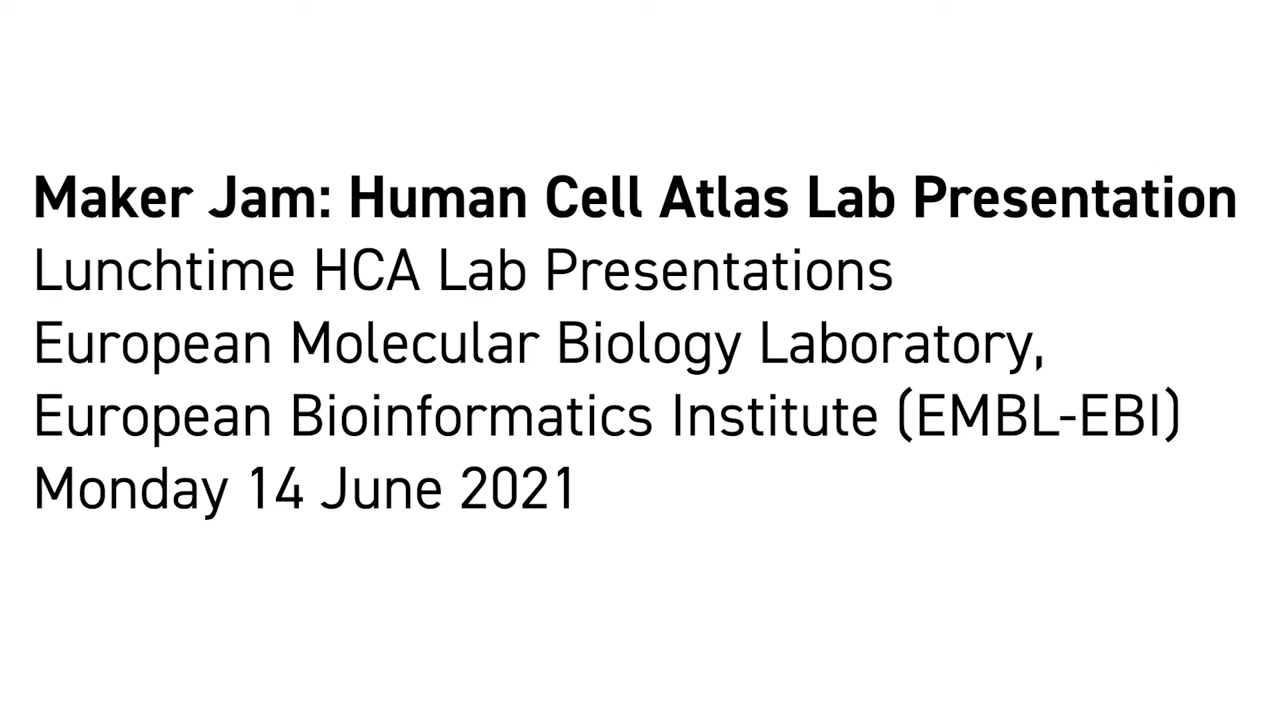 Maker Jam: Human Cell Atlas Lab Presentation
Lunchtime HCA Lab Presentations
European Molecular Biology Laboratory,
European Bioinformatics Institute (EMBL-EBI)
Monday 14 June 2021